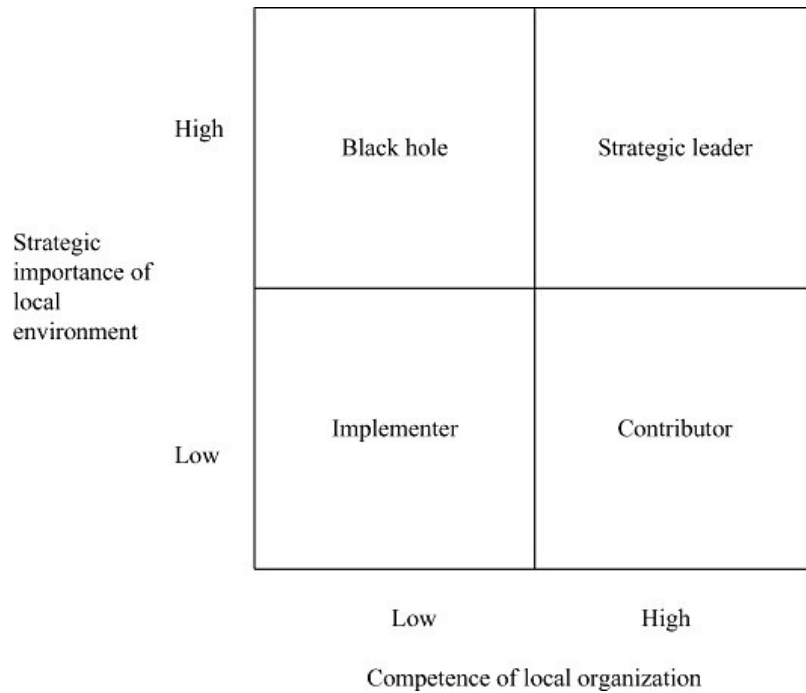 High
Black hole
Strategic leader
Strategic
importance of
local
environment
Implementer
Contributor
Low
Low
High
Competence of local organization